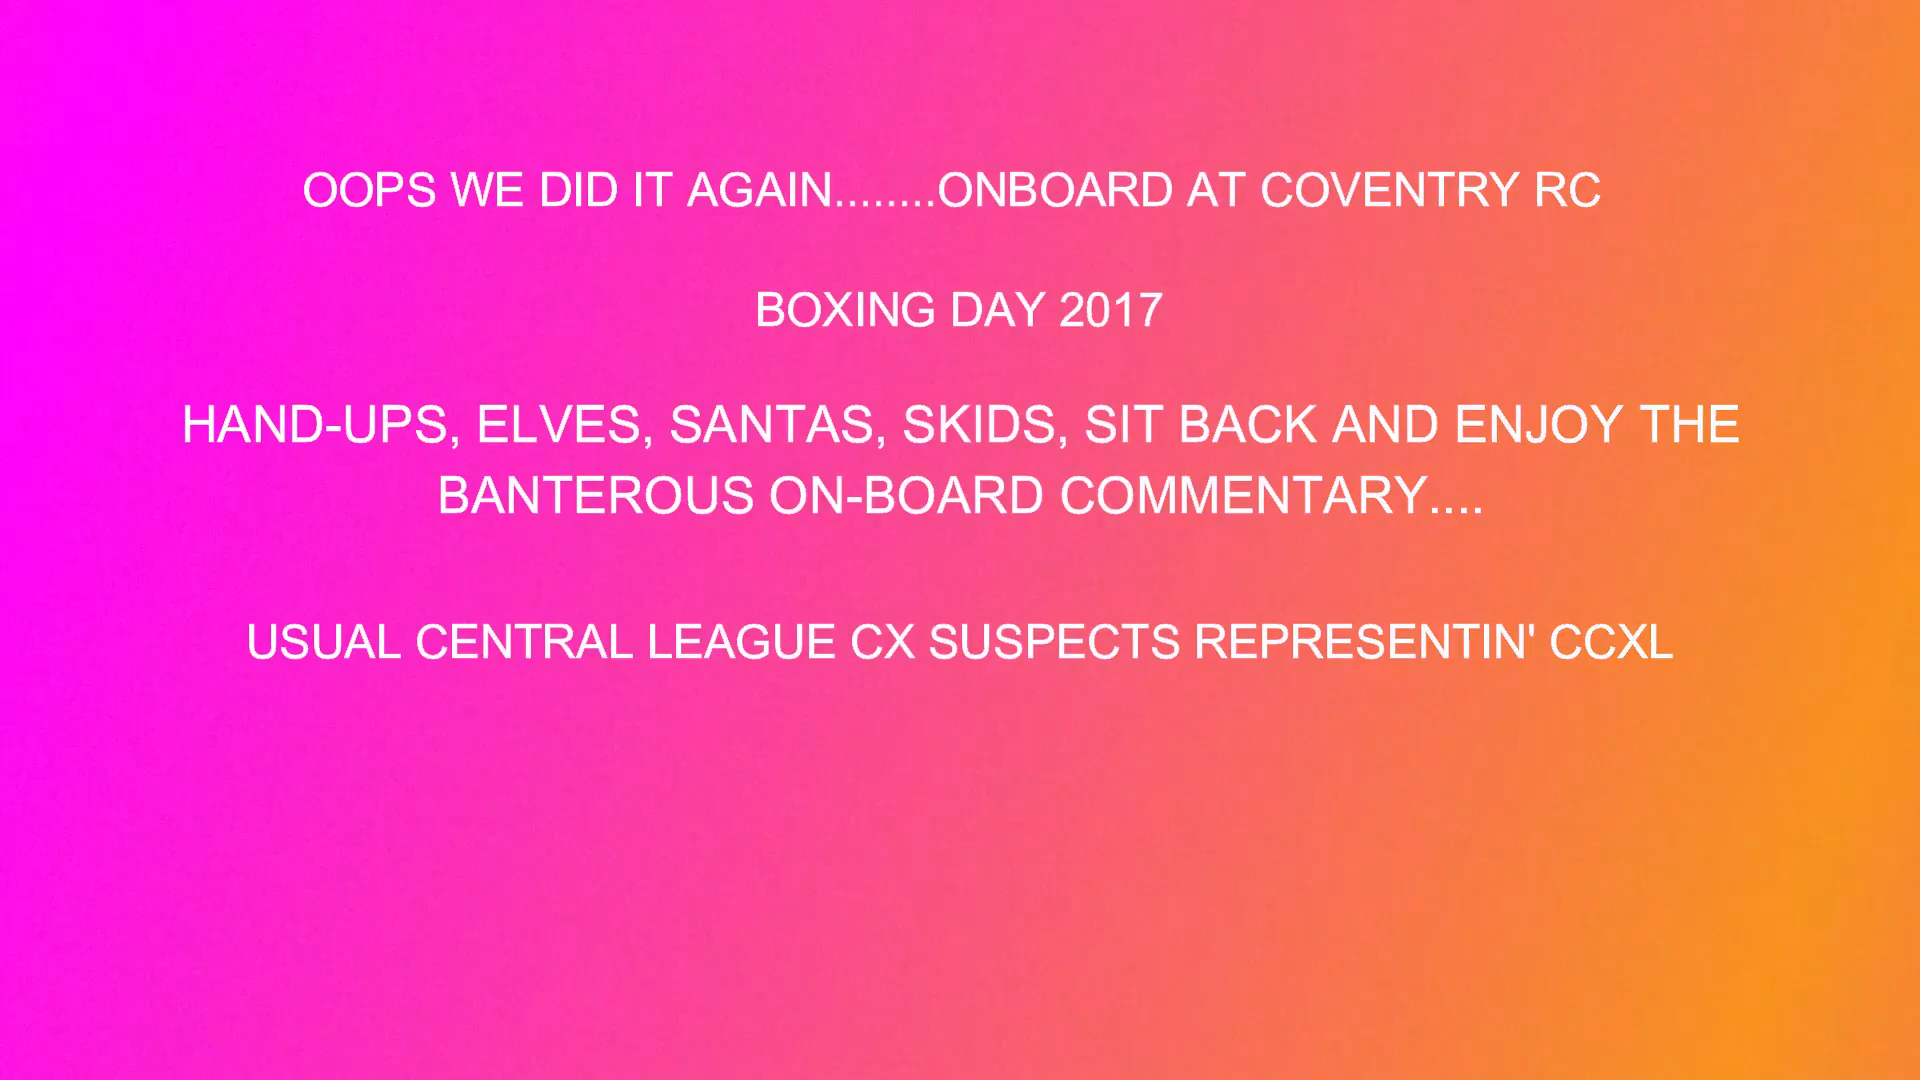 OOPS WE DID IT AGAIN........ONBOARD AT COVENTRY RC
BOXING DAY 2017
HAND-UPS, ELVES, SANTAS, SKIDS, SIT BACK AND ENJOY THE
BANTEROUS ON-BOARD COMMENTARY....
USUAL CENTRAL LEAGUE CX SUSPECTS REPRESENTIN' CCXL